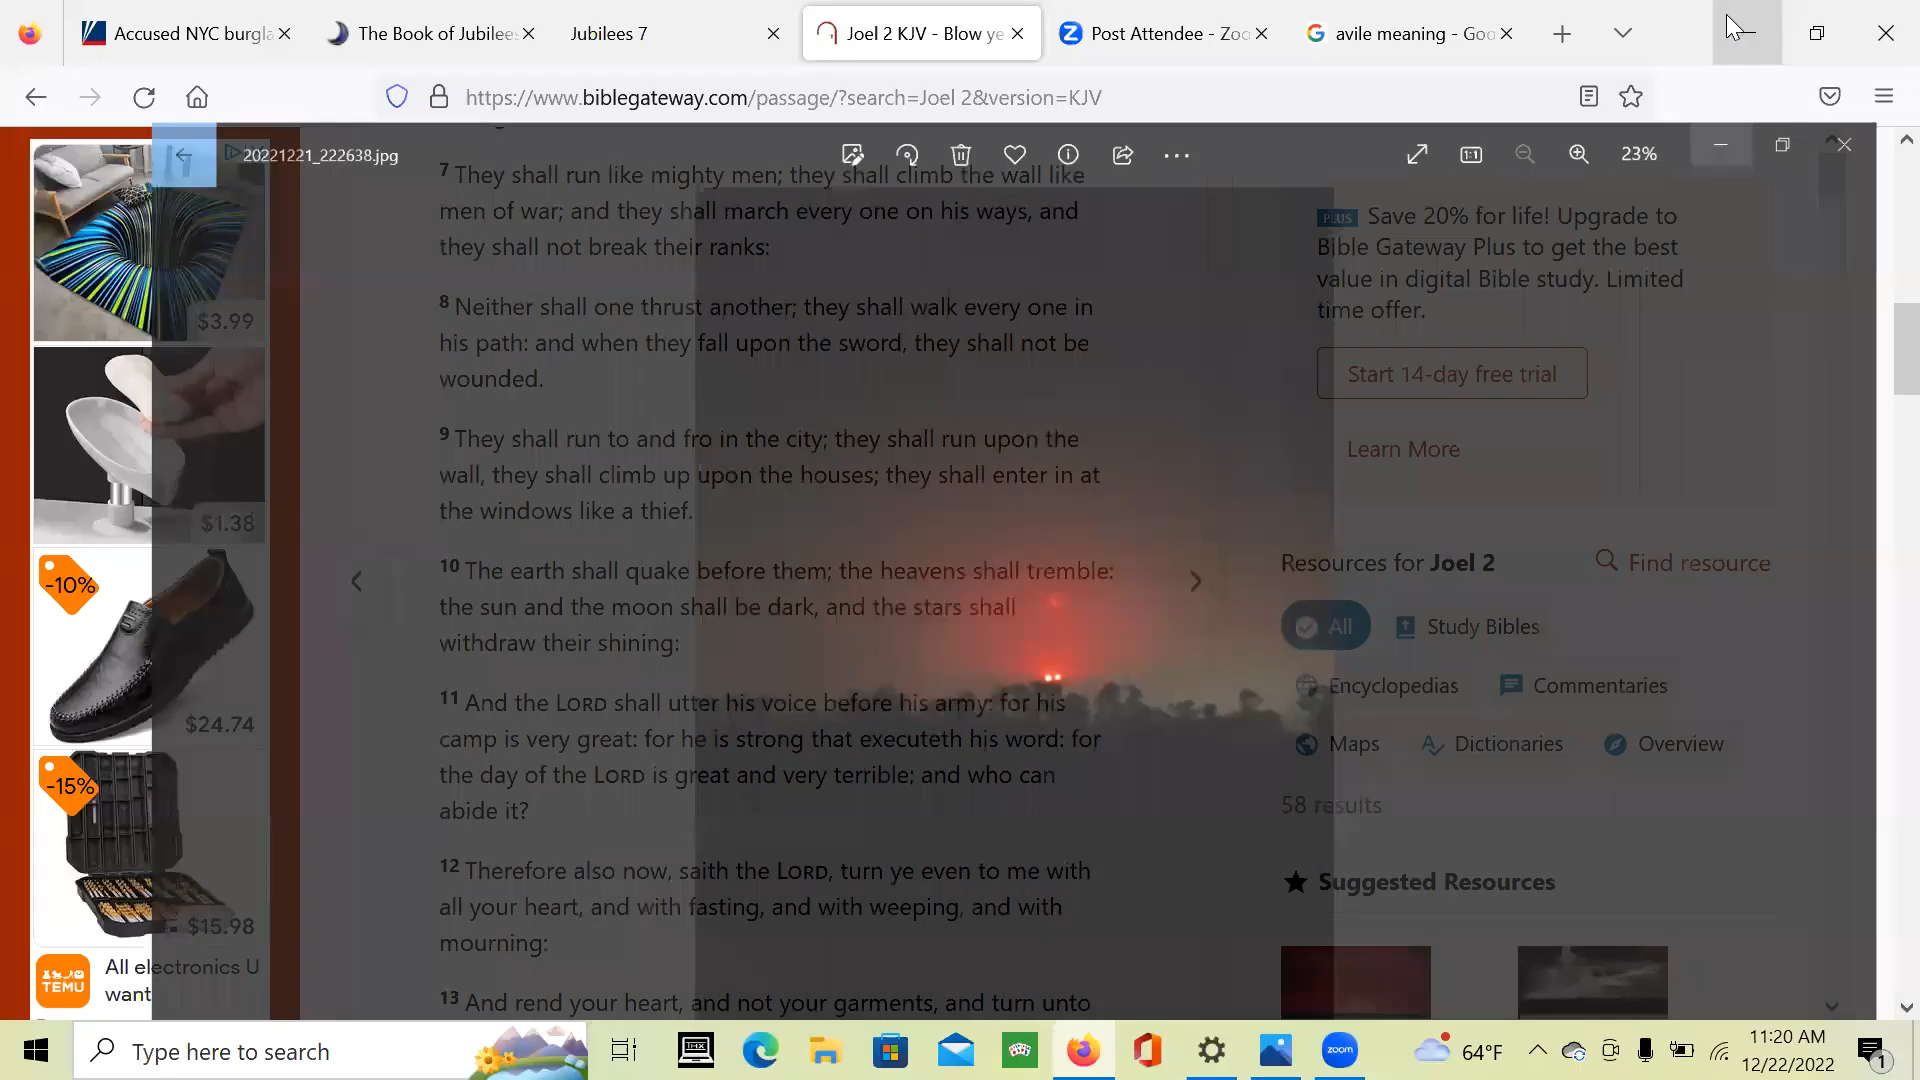 Accused NYC burgla
The Book of Jubilees
Jubilees 7
Joel 2 KJV - Blow ye
Post Attendee - Zoo
avile meaning - Goo
https://www.biblegateway.com/passage/?search=Joel 2&version=KJV
20221221_222638.jpg
1:1
23%
7 They shall run like mighty men; they shall climb the wall like
men of war; and they shall march every one on his ways, and
they shall not break their ranks:
8 Neither shall one thrust another; they shall walk every one in
his path: and when they fall upon the sword, they shall not be
wounded.
9 They shall run to and fro in the city; they shall run upon the
wall, they shall climb up upon the houses; they shall enter in at
the windows like a thief.
10 The earth shall quake before them; the heavens shall tremble:
the sun and the moon shall be dark, and the stars shall
withdraw their shining:
11 And the LORD shall utter his voice before his army: for his
camp is very great: for he is strong that executeth his word: for
the day of the LORD is great and very terrible; and who can
abide it?
12 Therefore also now, saith the LORD, turn ye even to me with
all your heart, and with fasting, and with weeping, and with
mourning:
13 And rend your heart, and not your garments, and turn unto
$3.99
$1.38
-10%
$24.74
-15%
$15.98
TEMU
All electronics U
want
PLUS Save 20% for life! Upgrade to
Bible Gateway Plus to get the best
value in digital Bible study. Limited
time offer.
Start 14-day free trial
Learn More
Resources for Joel 2
Find resource
All
Study Bibles
Encyclopedias
Commentaries
Maps
Dictionaries
Overview
58 results
Suggested Resources
Type here to search
THX
zoom
64°F
11:20 AM
12/22/2022
1